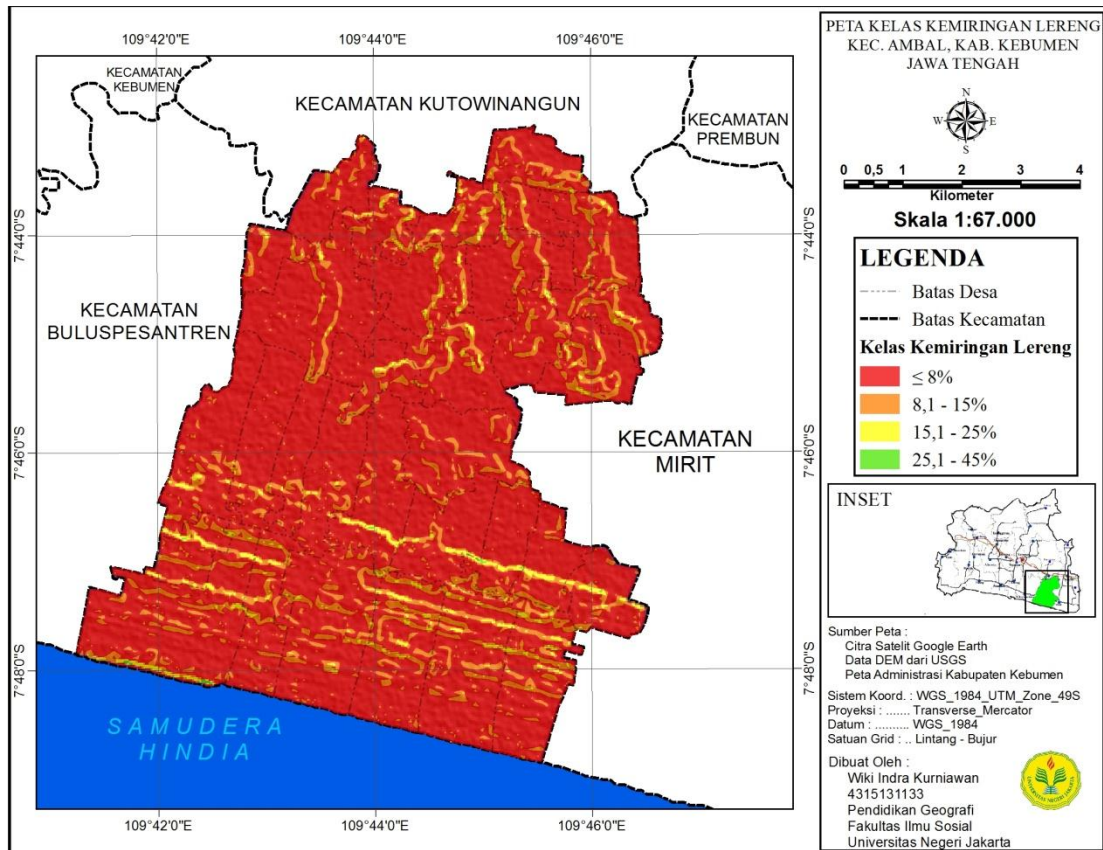 PETA KELAS KEMIRINGAN LERENG
KEC. AMBAL, KAB. KEBUMEN
JAWA TENGAH
N
W
E
S
0 0,5 1 2 3 4
Kilometer
Skala 1:67.000
LEGENDA
Batas Desa
Batas Kecamatan
Kelas Kemiringan Lereng
≤ 8%
8,1 - 15%
15,1 - 25%
25,1 - 45%
INSET
Sumber Peta :
Citra Satelit Google Earth
Data DEM dari USGS
Peta Administrasi Kabupaten Kebumen
Sistem Koord. : WGS_1984_UTM_Zone_49S
Proyeksi : ....... Transverse_Mercator
Datum : .......... WGS_1984
Satuan Grid : .. Lintang - Bujur
Dibuat Oleh :
Wiki Indra Kurniawan
4315131133
Pendidikan Geografi
Fakultas Ilmu Sosial
Universitas Negeri Jakarta
109°42'0"E
109°44'0"E
109°46'0"E
KECAMATAN
KEBUMEN
KECAMATAN KUTOWINANGUN
KECAMATAN
PREMBUN
7°44'0"S
7°44'0"S
KECAMATAN
BULUSPESANTREN
KECAMATAN
MIRIT
7°46'0"S
7°46'0"S
7°48'0"S
7°48'0"S
SAMUDERA
HINDIA
109°42'0"E
109°44'0"E
109°46'0"E